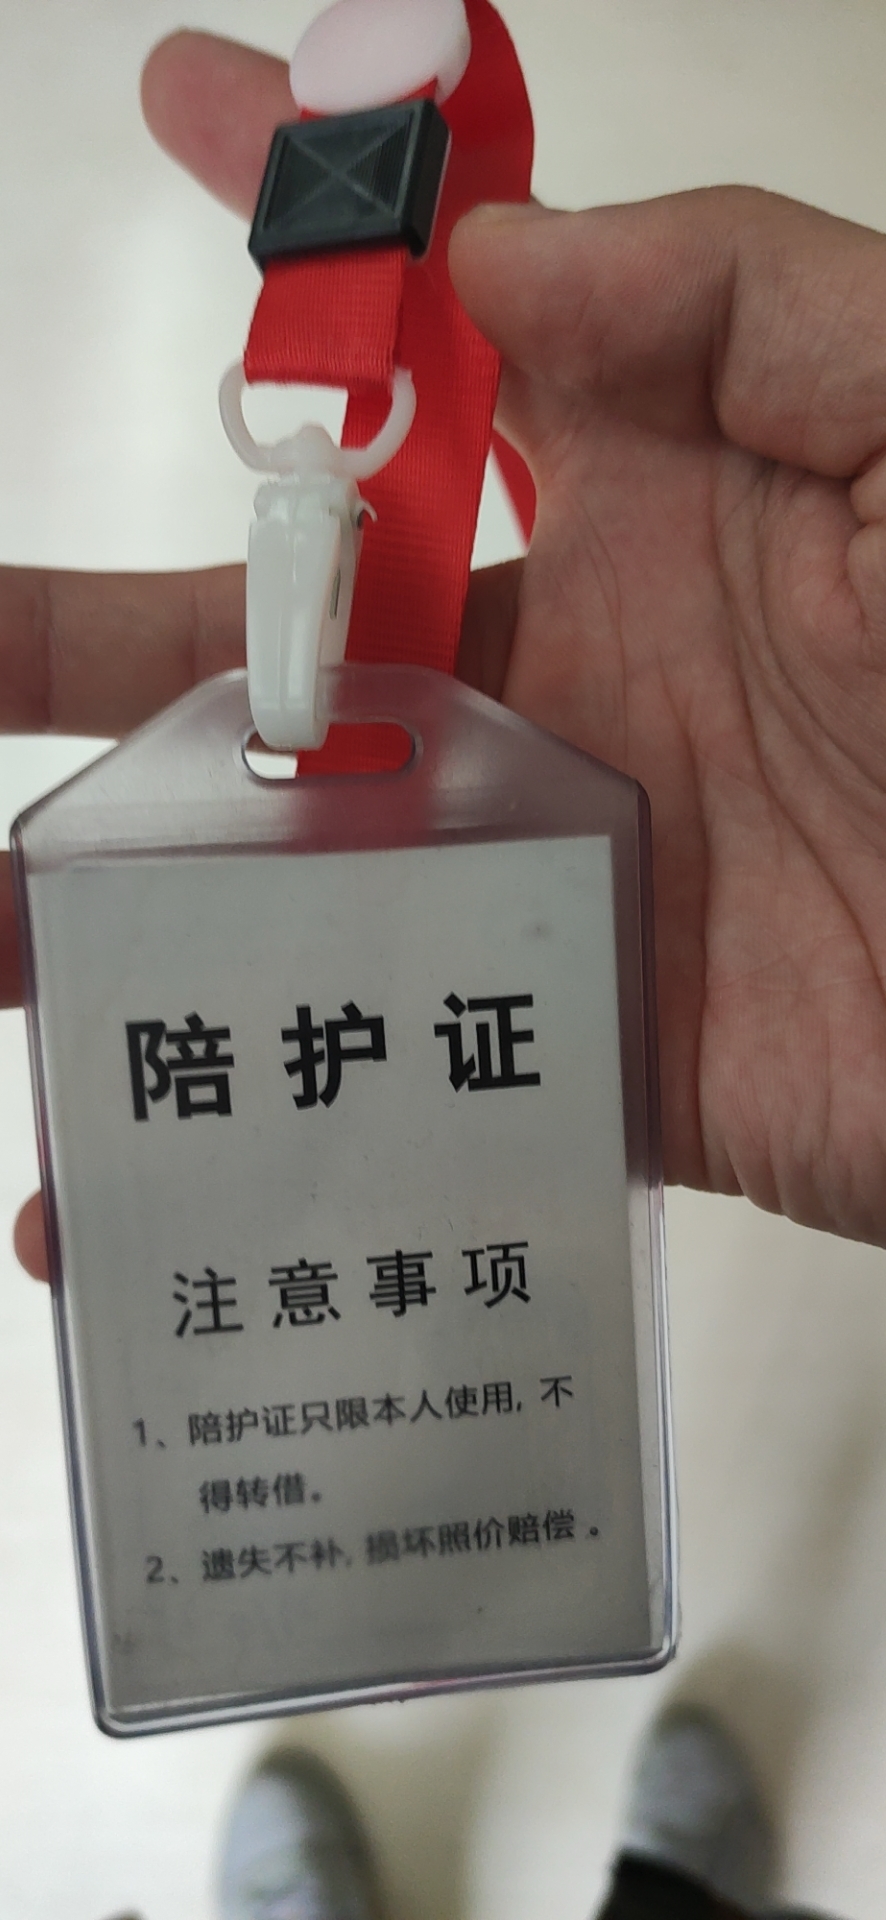 陪护证
注意事项
1、陪护证只限本人使用, 不
得转借。
2、遗失不补, 损坏照价赔偿。